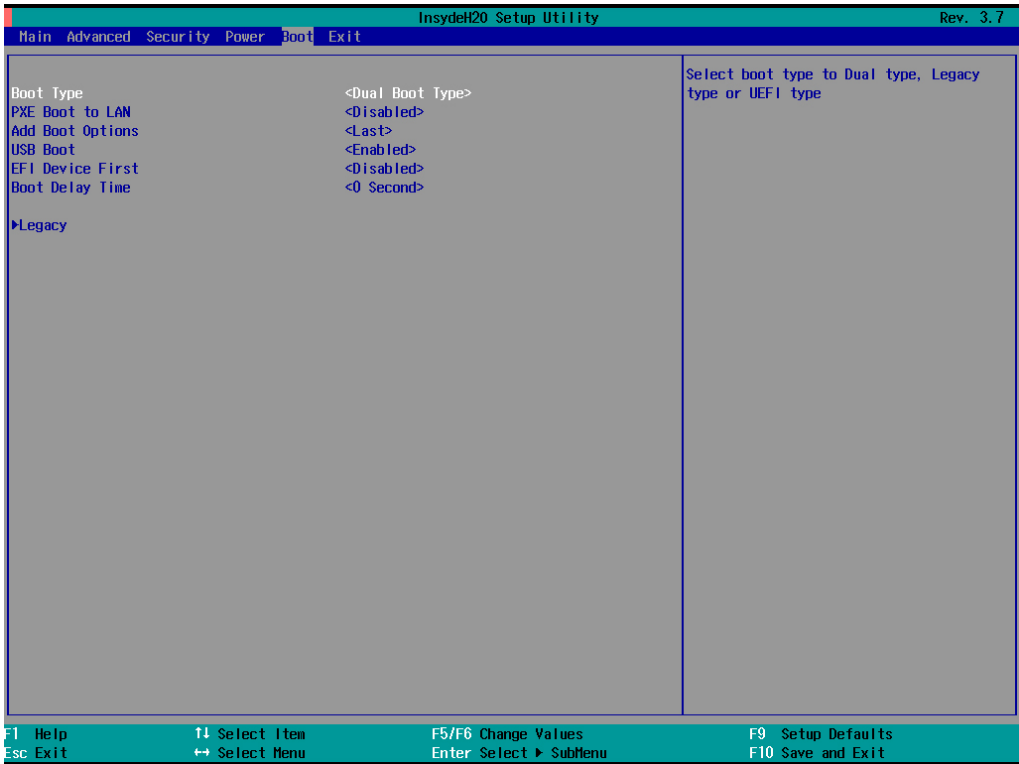 InsydeH20 Setup Utility Rev. 3.7
Main Advanced Security Power Boot Exit
Select boot type to Dual type, Legacy
type or UEFI type
Boot Type <Dual Boot Type>
PXE Boot to LAN <Disabled>
Add Boot Options <Last>
USB Boot <Enabled>
EFI Device First <Disabled>
Boot Delay Time <0 Second>
▶Legacy
F1 Help ↑↓ Select Item F5/F6 Change Values F9 Setup Defaults
Esc Exit ↔ Select Menu Enter Select ▶ SubMenu F10 Save and Exit